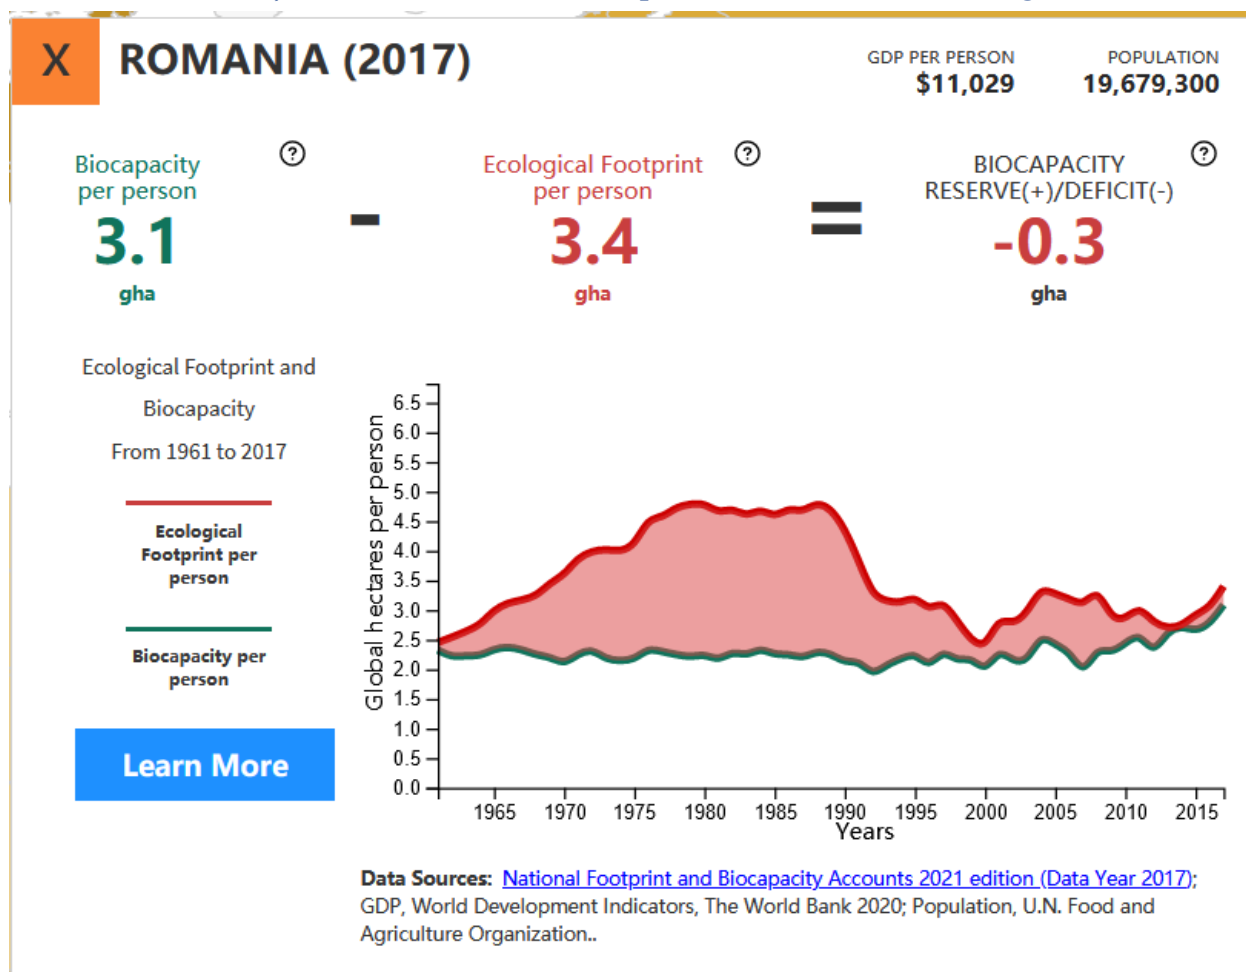 X
ROMANIA (2017)
GDP PER PERSON
$11,029
POPULATION
19,679,300
Biocapacity
per person
?
3.1
gha
-
Ecological Footprint
per person
?
3.4
gha
=
BIOCAPACITY
RESERVE(+)/DEFICIT(-)
?
-0.3
gha
Ecological Footprint and
Biocapacity
From 1961 to 2017
Ecological
Footprint per
person
Biocapacity per
person
Learn More
Global hectares per person
6.5
6.0
5.5
5.0
4.5
4.0
3.5
3.0
2.5
2.0
1.5
1.0
0.5
0.0
1965 1970 1975 1980 1985 1990 1995 2000 2005 2010 2015
Years
Data Sources: National Footprint and Biocapacity Accounts 2021 edition (Data Year 2017);
GDP, World Development Indicators, The World Bank 2020; Population, U.N. Food and
Agriculture Organization..